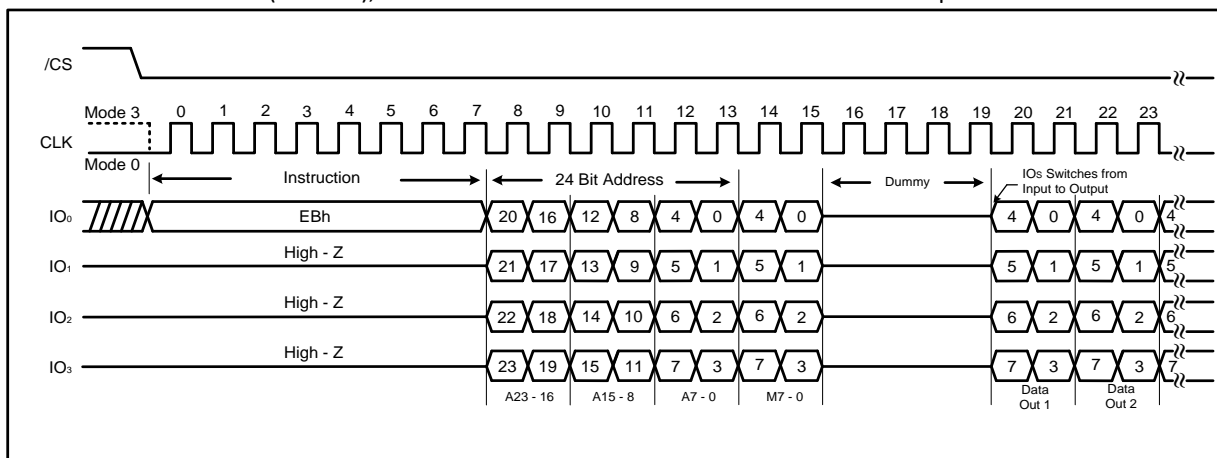 /CS
Mode 3 0 1 2 3 4 5 6 7 8 9 10 11 12 13 14 15 16 17 18 19 20 21 22 23
CLK
Mode 0
Instruction 24 Bit Address Dummy IOs Switches from
Input to Output
IO₀ EBh 20 16 12 8 4 0 4 0 4 0 4 0 4
High - Z
IO₁ 21 17 13 9 5 1 5 1 5 1 5 1 5
High - Z
IO₂ 22 18 14 10 6 2 6 2 6 2 6 2 6
High - Z
IO₃ 23 19 15 11 7 3 7 3 7 3 7 3 7
A23 - 16 A15 - 8 A7 - 0 M7 - 0 Data Data
Out 1 Out 2